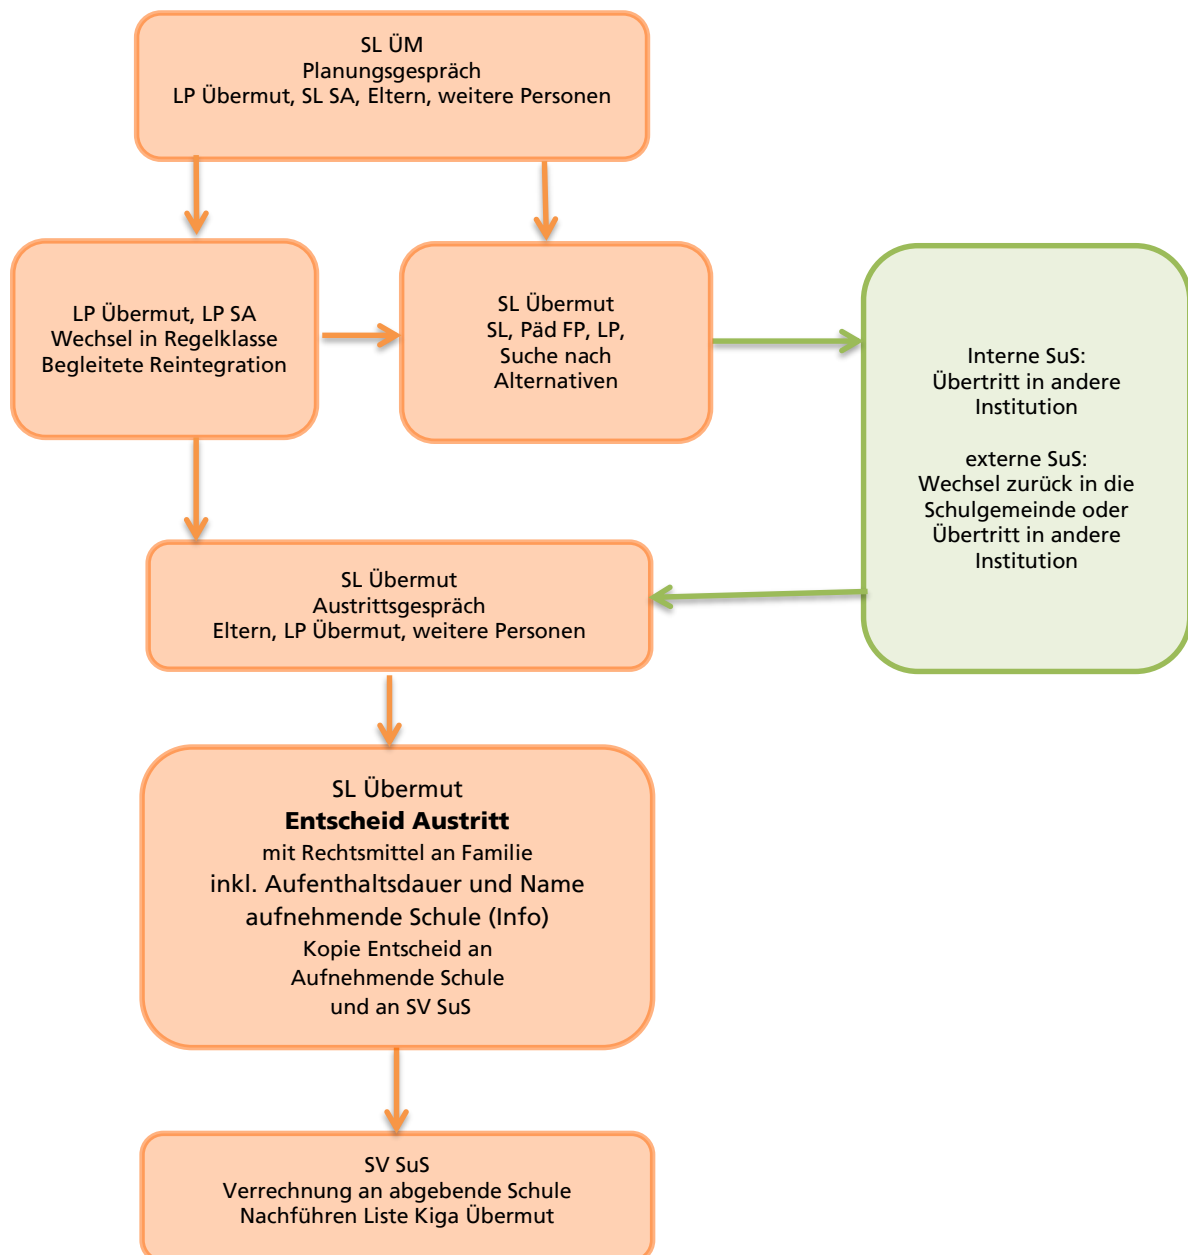 SL ÜM
Planungsgespräch
LP Übermut, SL SA, Eltern, weitere Personen
LP Übermut, LP SA
Wechsel in Regelklasse
Begleitete Reintegration
SL Übermut
SL, Päd FP, LP,
Suche nach
Alternativen
Interne SuS:
Übertritt in andere
Institution
externe SuS:
Wechsel zurück in die
Schulgemeinde oder
Übertritt in andere
Institution
SL Übermut
Austrittsgespräch
Eltern, LP Übermut, weitere Personen
SL Übermut
Entscheid Austritt
mit Rechtsmittel an Familie
inkl. Aufenthaltsdauer und Name
aufnehmende Schule (Info)
Kopie Entscheid an
Aufnehmende Schule
und an SV SuS
SV SuS
Verrechnung an abgebende Schule
Nachführen Liste Kiga Übermut